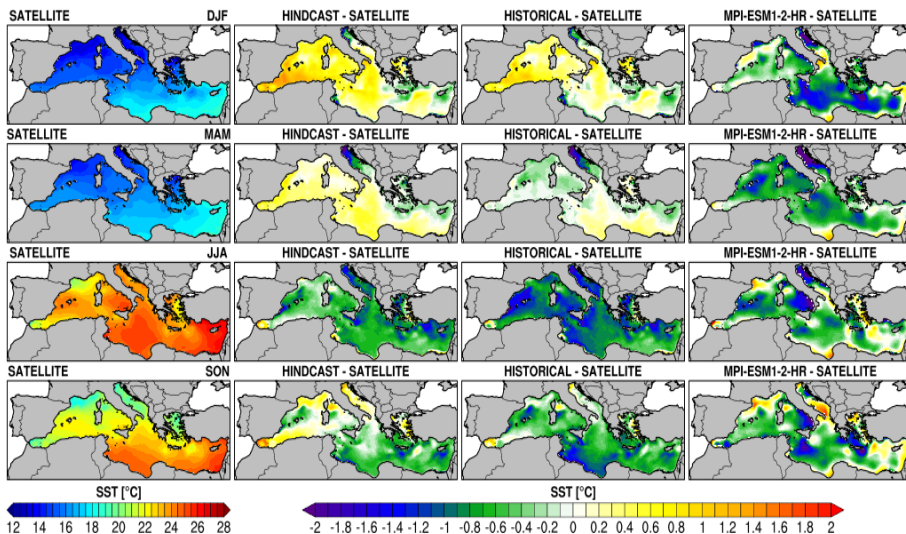 SATELLITE DJF HINDCAST - SATELLITE HISTORICAL - SATELLITE MPI-ESM1-2-HR - SATELLITE
SATELLITE MAM HINDCAST - SATELLITE HISTORICAL - SATELLITE MPI-ESM1-2-HR - SATELLITE
SATELLITE JJA HINDCAST - SATELLITE HISTORICAL - SATELLITE MPI-ESM1-2-HR - SATELLITE
SATELLITE SON HINDCAST - SATELLITE HISTORICAL - SATELLITE MPI-ESM1-2-HR - SATELLITE
SST [°C] SST [°C]
12 14 16 18 20 22 24 26 28 -2 -1.8 -1.6 -1.4 -1.2 -1 -0.8 -0.6 -0.4 -0.2 0 0.2 0.4 0.6 0.8 1 1.2 1.4 1.6 1.8 2